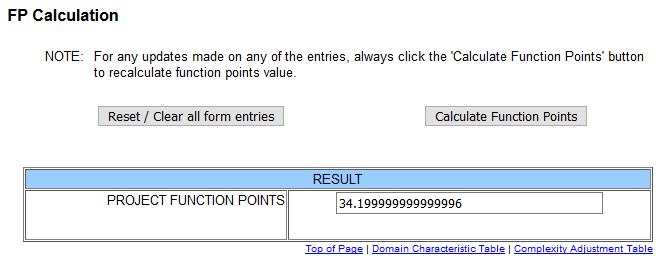 FP Calculation
NOTE: For any updates made on any of the entries, always click the 'Calculate Function Points' button
to recalculate function points value.
Reset / Clear all form entries Calculate Function Points
RESULT
PROJECT FUNCTION POINTS 34.199999999999996
Top of Page | Domain Characteristic Table | Complexity Adjustment Table